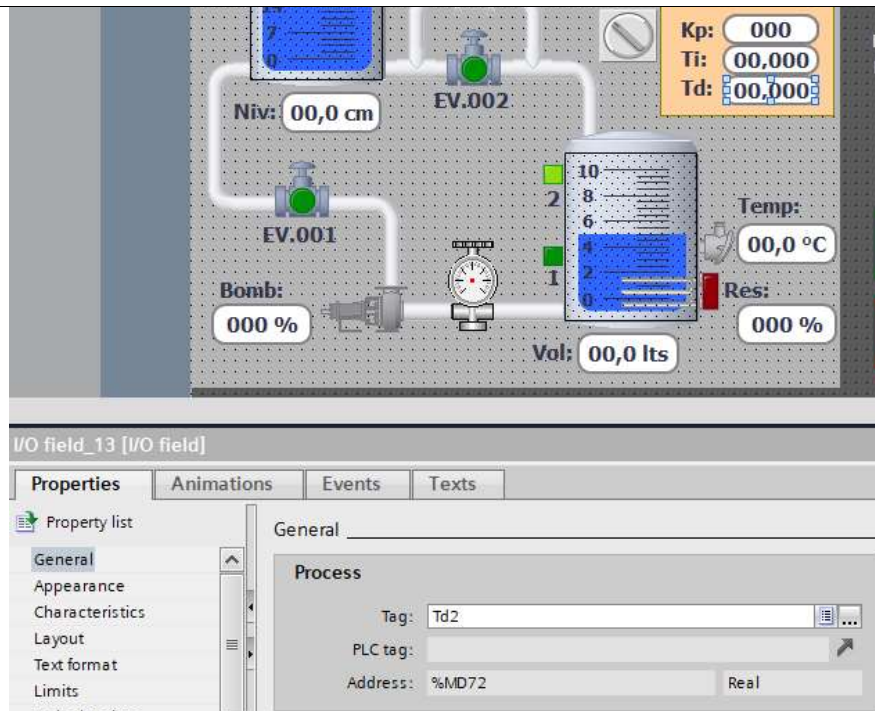 7
0
Kp: 000
Ti: 00,000
Td: 00,000
Niv: 00,0 cm
EV.002
10
8
6
4
2
0
2
1
EV.001
Temp:
00,0 °C
Bomb:
000 %
Res:
000 %
Vol: 00,0 lts
I/O field_13 [I/O field]
Properties Animations Events Texts
Property list
General
Appearance
Characteristics
Layout
Text format
Limits
General
Process
Tag: Td2
PLC tag:
Address: %MD72 Real